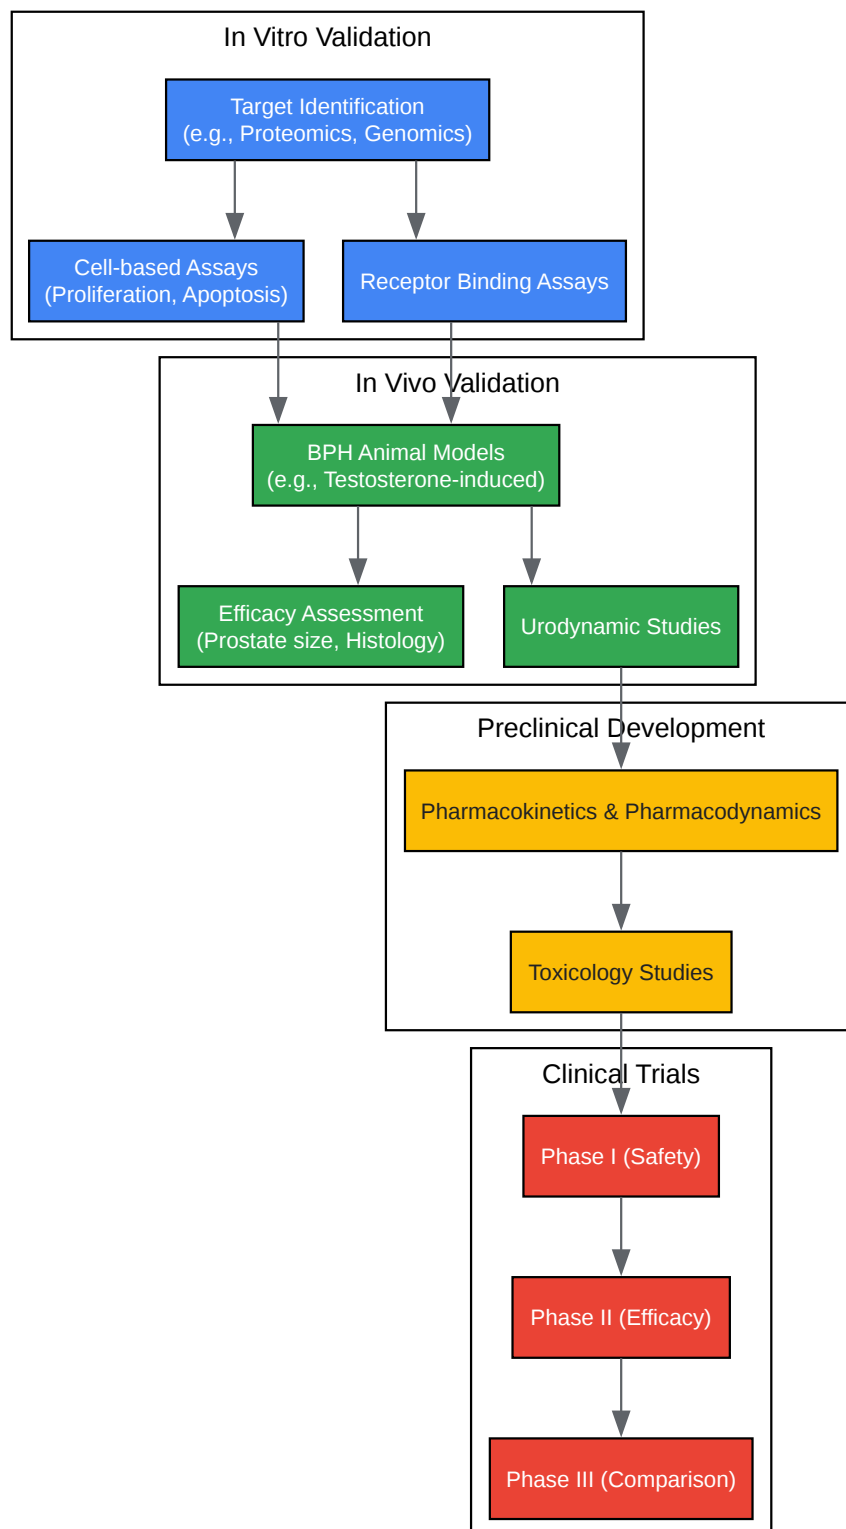 In Vitro Validation
Target Identification
(e.g., Proteomics, Genomics)
Cell-based Assays
(Proliferation, Apoptosis)
Receptor Binding Assays
In Vivo Validation
BPH Animal Models
(e.g., Testosterone-induced)
Efficacy Assessment
(Prostate size, Histology)
Urodynamic Studies
Preclinical Development
Pharmacokinetics & Pharmacodynamics
Toxicology Studies
Clinical Trials
Phase I (Safety)
Phase II (Efficacy)
Phase III (Comparison)